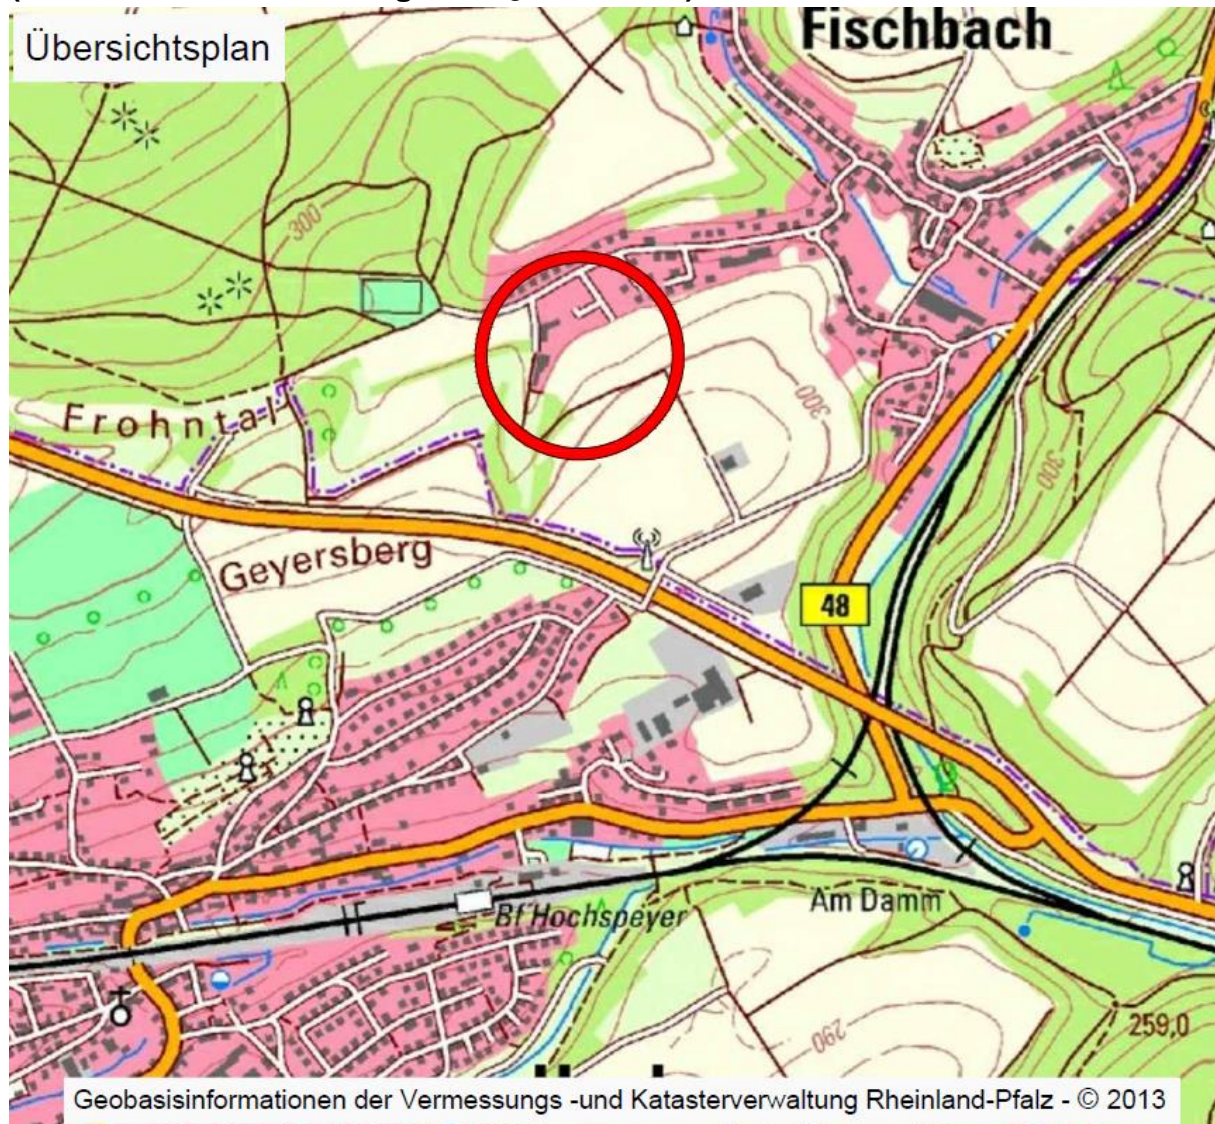 Übersichtsplan
Fischbach
300
Frohntal
300
300
Geyersberg
48
Bf Hochspeyer
Am Damm
290
259,0
Geobasisinformationen der Vermessungs -und Katasterverwaltung Rheinland-Pfalz - © 2013